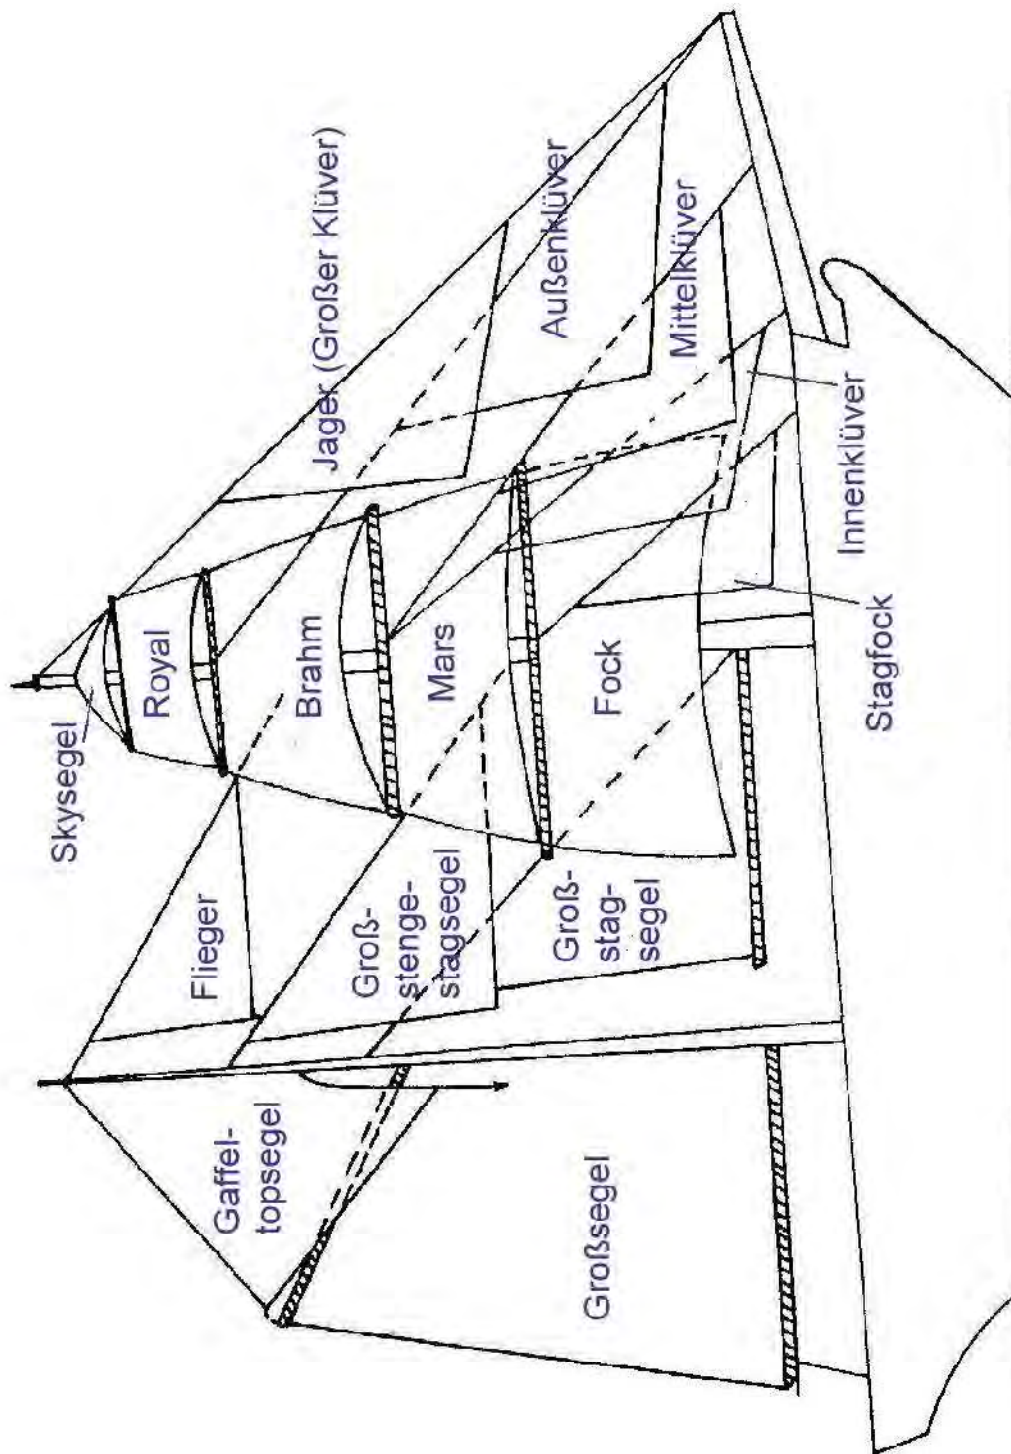 Skysegel
Royal
Brahm
Mars
Fock
Jager (Großer Klüver)
Außenklüver
Mittelklüver
Innenklüver
Stagfock
Flieger
Groß-
stenge-
stagsegel
Groß-
stag-
segel
Gaffel-
topsegel
Großsegel